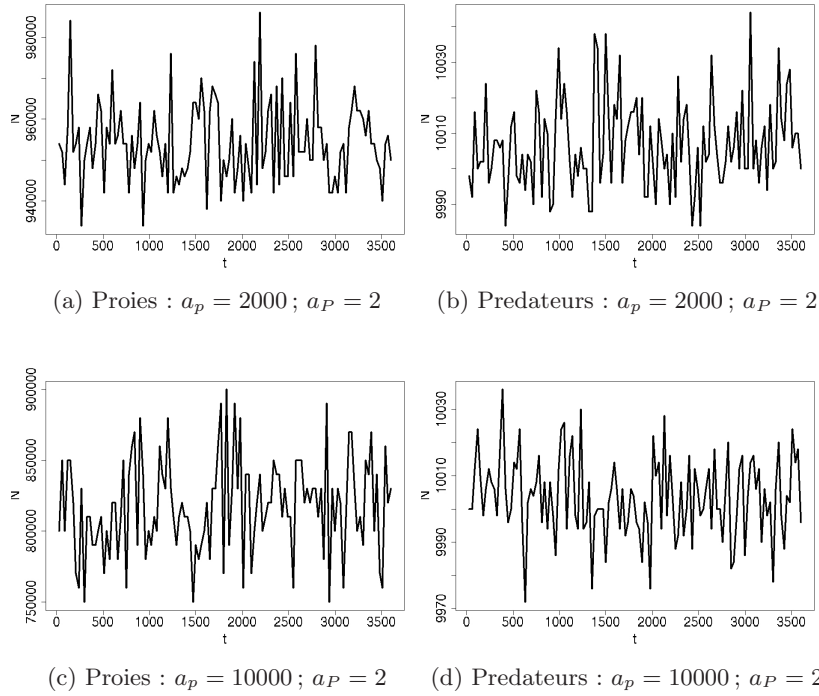 980000
960000
940000
N
0 500 1000 1500 2000 2500 3000 3500
t
(a) Proies : a_p = 2000 ; a_P = 2
10030
10010
9990
N
0 500 1000 1500 2000 2500 3000 3500
t
(b) Predateurs : a_p = 2000 ; a_P = 2
900000
850000
800000
750000
N
0 500 1000 1500 2000 2500 3000 3500
t
(c) Proies : a_p = 10000 ; a_P = 2
10030
10010
9990
9970
N
0 500 1000 1500 2000 2500 3000 3500
t
(d) Predateurs : a_p = 10000 ; a_P = 2